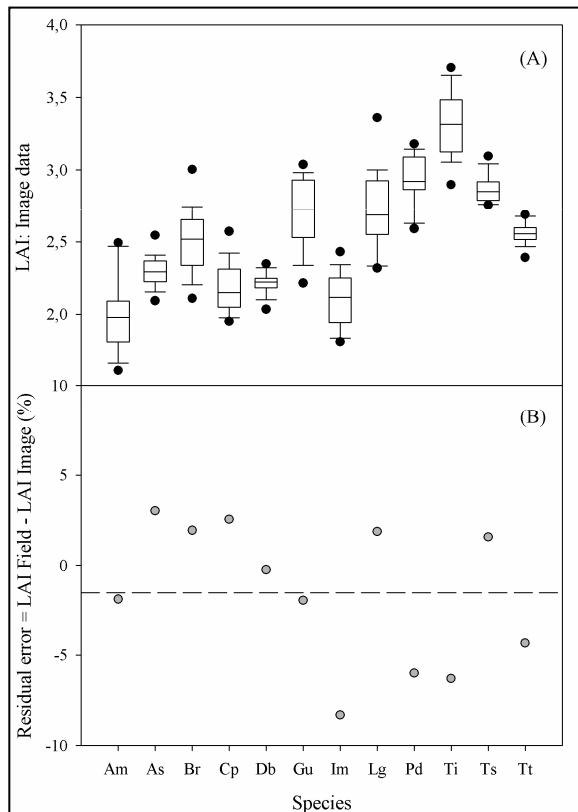 (A)
4,0
3,5
3,0
2,5
2,0
LAI: Image data
(B)
10
5
0
-5
-10
Residual error = LAI Field - LAI Image (%)
Am As Br Cp Db Gu Im Lg Pd Ti Ts Tt
Species